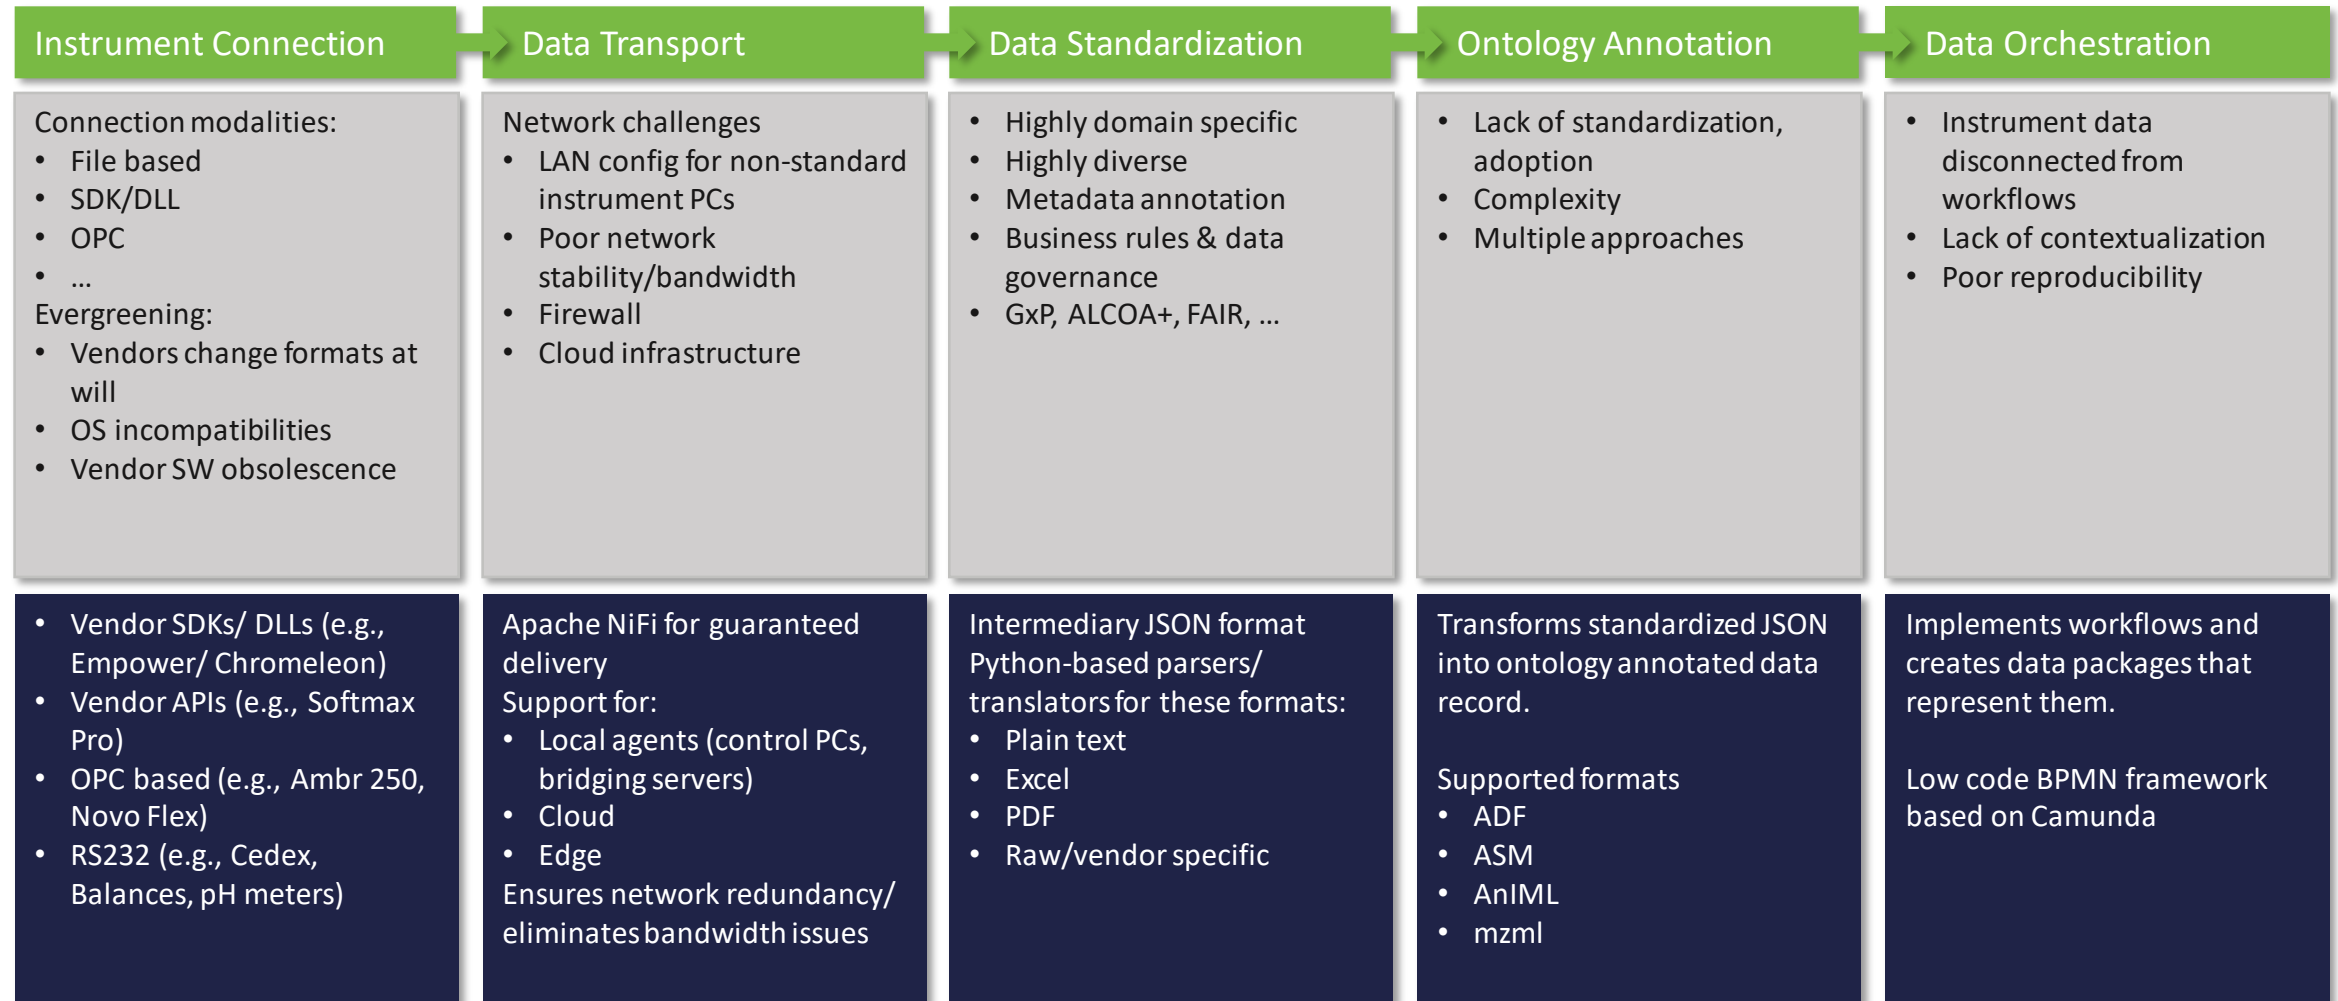 Instrument Connection
Data Transport
Data Standardization
Ontology Annotation
Data Orchestration
Connection modalities:
• File based
• SDK/DLL
• OPC
• ...
Evergreening:
• Vendors change formats at
will
• OS incompatibilities
• Vendor SW obsolescence
Network challenges
• LAN config for non-standard
instrument PCs
• Poor network
stability/bandwidth
• Firewall
• Cloud infrastructure
• Highly domain specific
• Highly diverse
• Metadata annotation
• Business rules & data
governance
• GxP, ALCOA+, FAIR, ...
• Lack of standardization,
adoption
• Complexity
• Multiple approaches
• Instrument data
disconnected from
workflows
• Lack of contextualization
• Poor reproducibility
• Vendor SDKs/ DLLs (e.g.,
Empower/ Chromeleon)
• Vendor APIs (e.g., Softmax
Pro)
• OPC based (e.g., Ambr 250,
Novo Flex)
• RS232 (e.g., Cedex,
Balances, pH meters)
Apache NiFi for guaranteed
delivery
Support for:
• Local agents (control PCs,
bridging servers)
• Cloud
• Edge
Ensures network redundancy/
eliminates bandwidth issues
Intermediary JSON format
Python-based parsers/
translators for these formats:
• Plain text
• Excel
• PDF
• Raw/vendor specific
Transforms standardized JSON
into ontology annotated data
record.
Supported formats
• ADF
• ASM
• AnIML
• mzml
Implements workflows and
creates data packages that
represent them.
Low code BPMN framework
based on Camunda